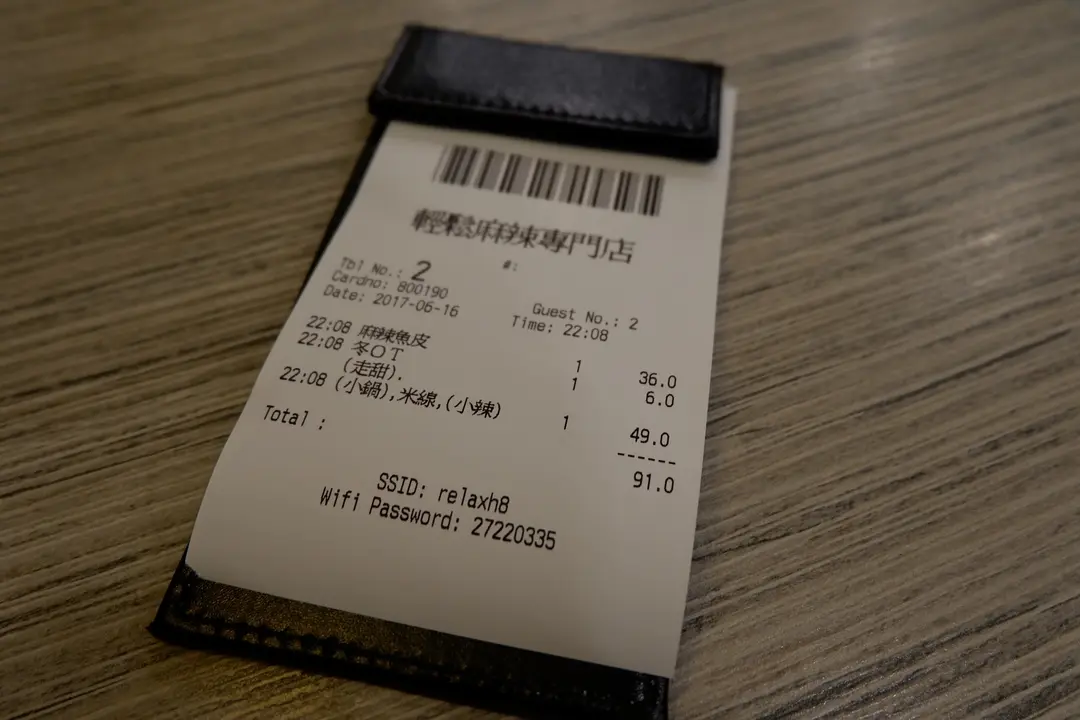 輕鬆麻辣專門店
Tbl No.: 2 #:
Cardno: 800190 Guest No.: 2
Date: 2017-06-16 Time: 22:08
22:08 麻辣魚皮 1 36.0
22:08 冬OT 1 6.0
(走甜).
22:08 (小鍋),米線,(小辣) 1 49.0
Total : ------
91.0
SSID: relaxh8
Wifi Password: 27220335